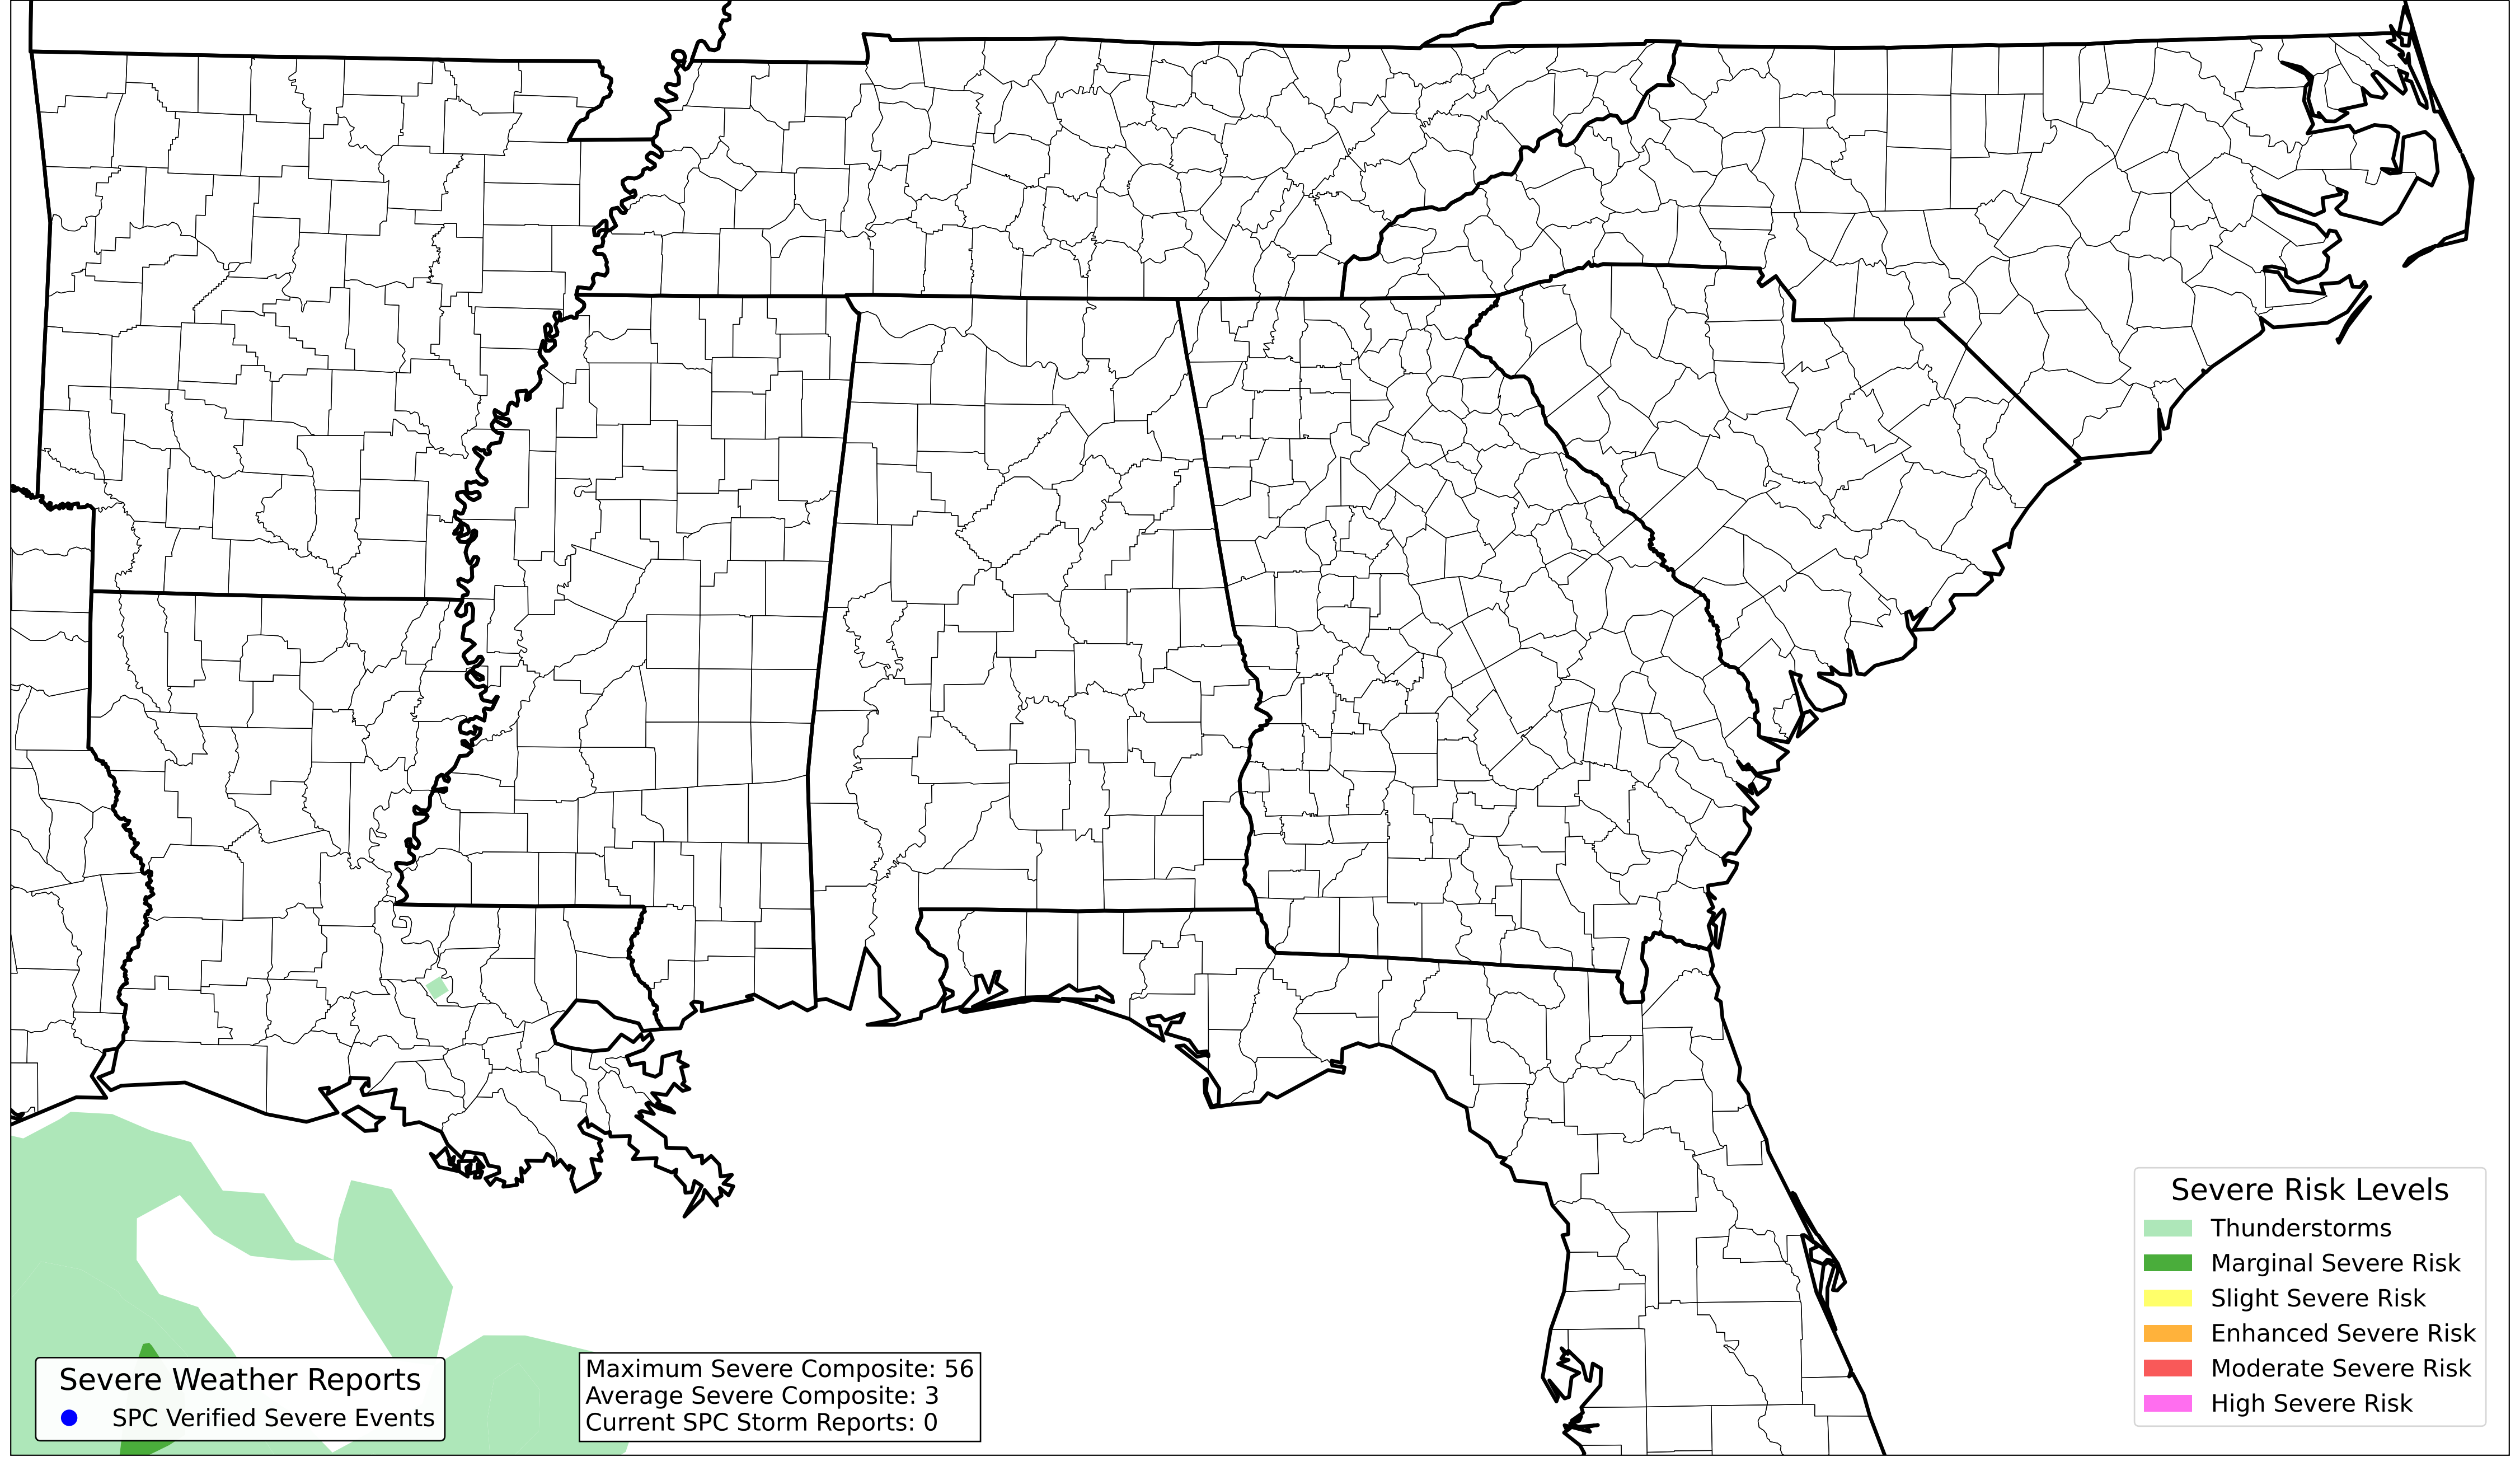 Severe Risk Levels
Thunderstorms
Marginal Severe Risk
Slight Severe Risk
Enhanced Severe Risk
Moderate Severe Risk
High Severe Risk
Severe Weather Reports
SPC Verified Severe Events
Maximum Severe Composite: 56
Average Severe Composite: 3
Current SPC Storm Reports: 0